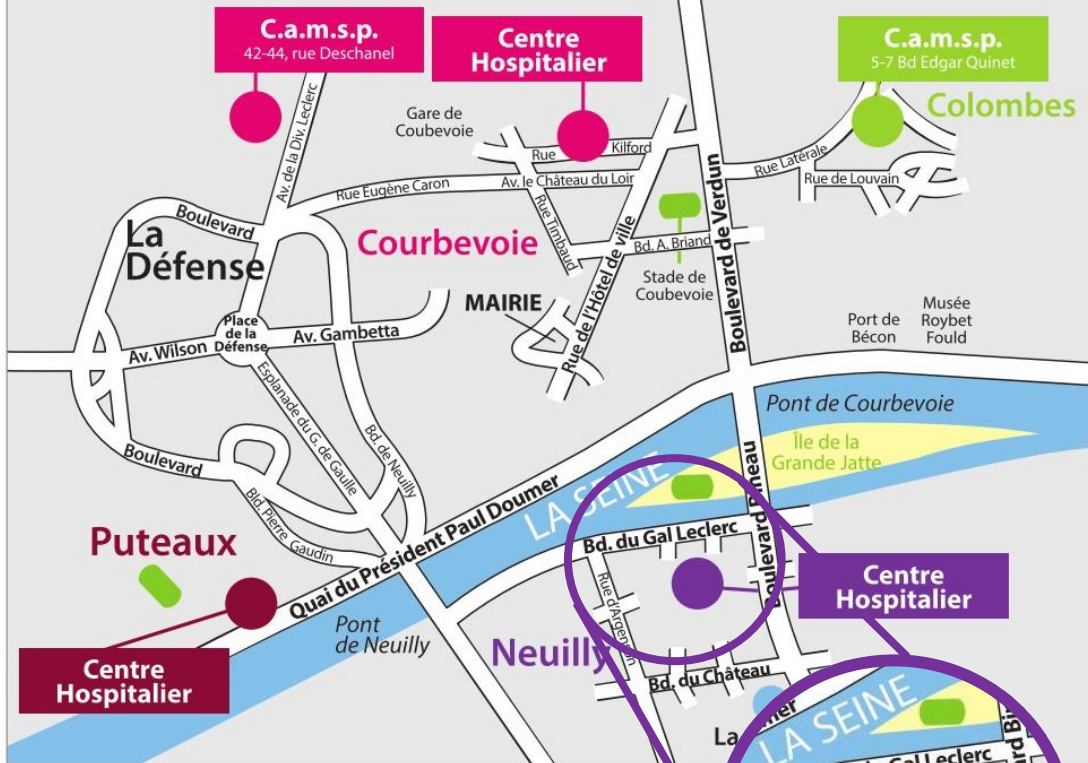 C.a.m.s.p.
42-44, rue Deschanel
Centre
Hospitalier
C.a.m.s.p.
5-7 Bd Edgar Quinet
Colombes
Gare de
Coubevoie
Av. de la Div. Leclerc
Rue Kilford
Rue Latérale
Rue Eugène Caron
Av. le Château du Loir
Rue de Louvain
Boulevard
La
Défense
Courbevoie
Rue Timbaud
Bd. A. Briand
Boulevard de Verdun
Stade de
Coubevoie
Rue de l'Hôtel de ville
MAIRIE
Place
de la
Défense
Av. Wilson
Av. Gambetta
Port de
Bécon
Musée
Roybet
Fould
Esplanade du G. de Gaulle
Bd. de Neuilly
Pont de Courbevoie
Île de la
Grande Jatte
Boulevard
Bld. Pierre Gaudin
LA SEINE
Boulevard Bineau
Quai du Président Paul Doumer
Bd. du Gal Leclerc
Puteaux
Centre
Hospitalier
Rue d'Argenson
Pont
de Neuilly
Neuilly
Centre
Hospitalier
Bd. du Château
La
LA SEINE
Gal Leclerc